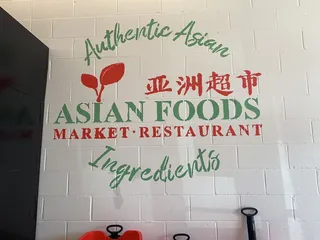 Authentic Asian
亚洲超市
ASIAN FOODS
MARKET·RESTAURANT
Ingredients